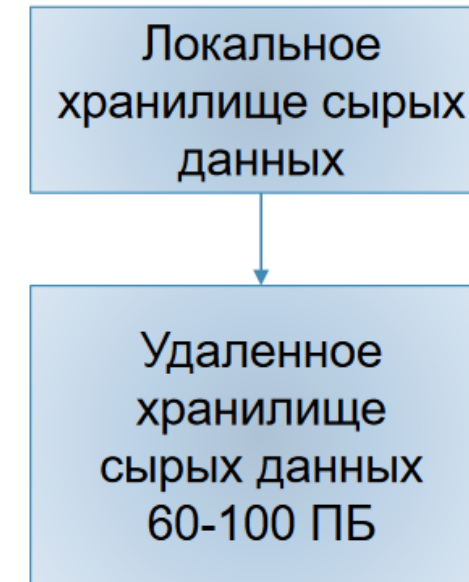 Локальное
хранилище сырых
данных
Удаленное
хранилище
сырых данных
60-100 ПБ